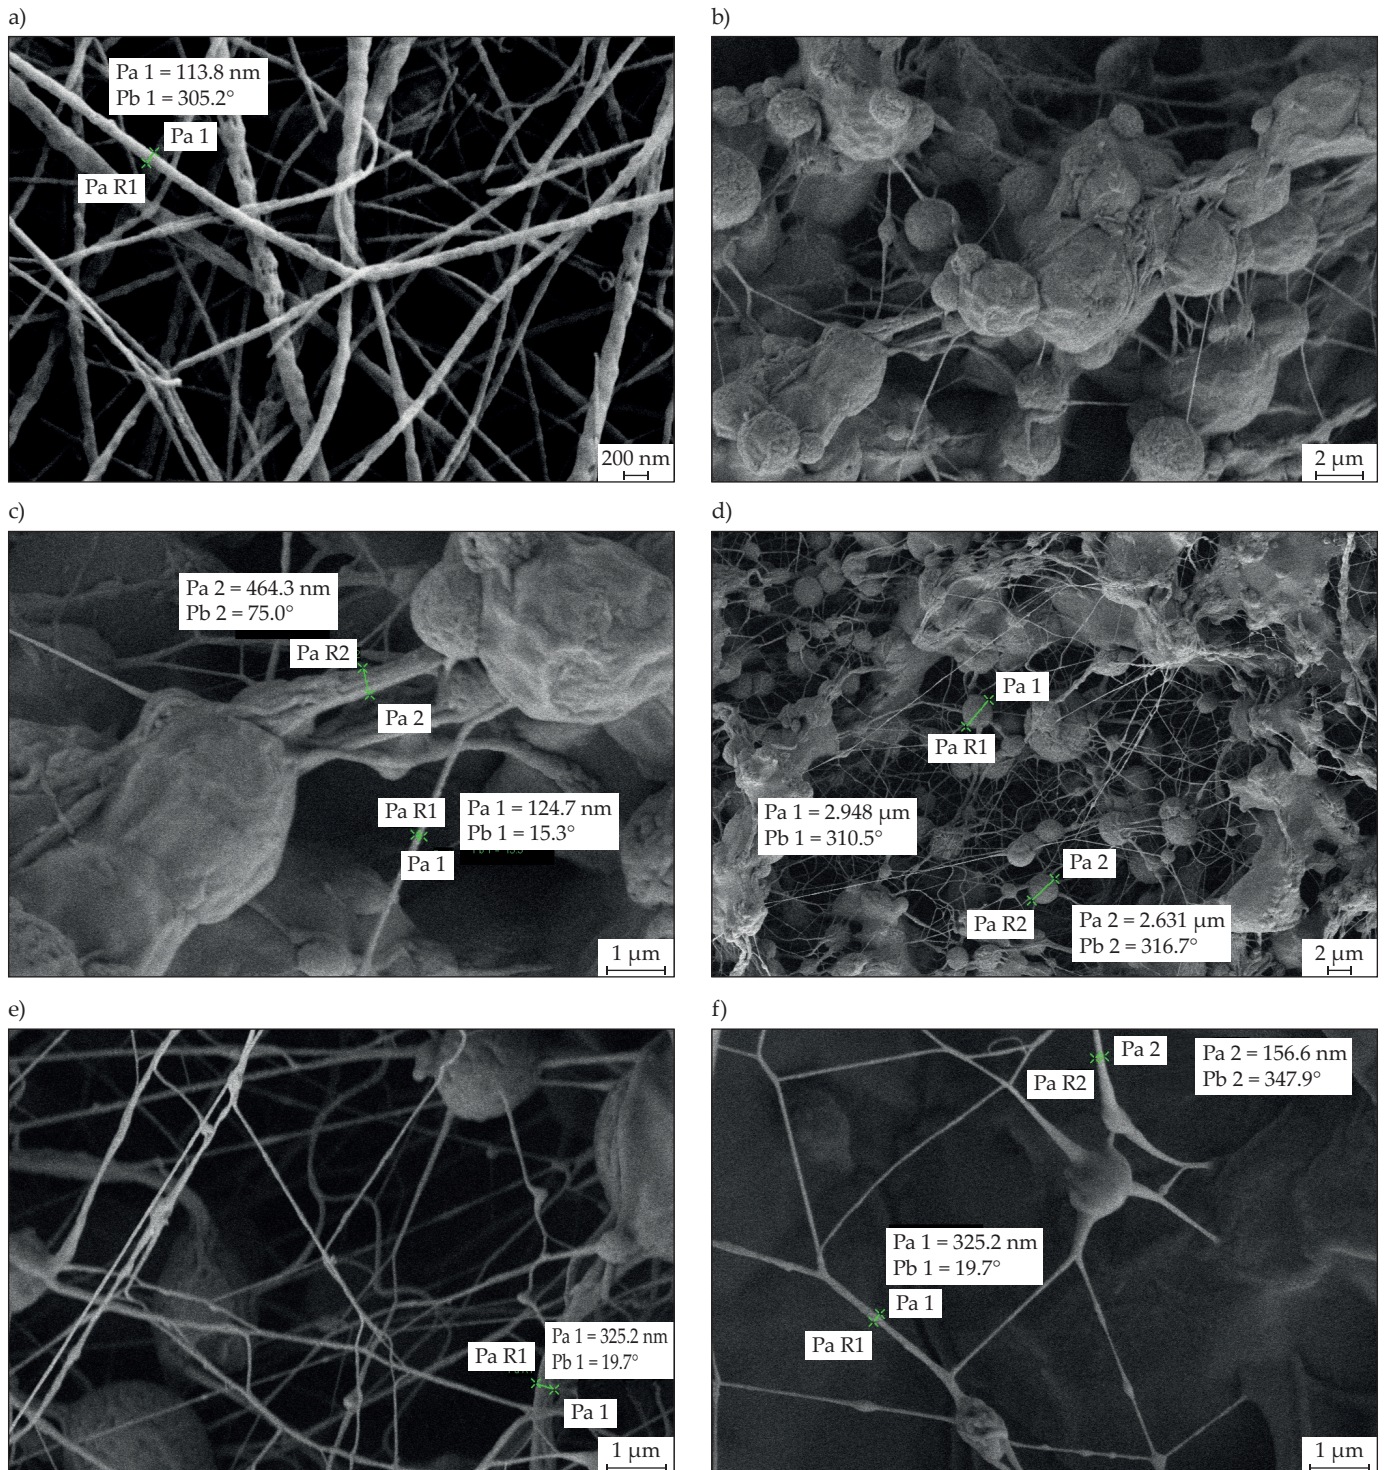 a)
Pa 1 = 113.8 nm
Pb 1 = 305.2°
Pa 1
Pa R1
200 nm
b)
2 µm
c)
Pa 2 = 464.3 nm
Pb 2 = 75.0°
Pa R2
Pa 2
Pa R1
Pa 1 = 124.7 nm
Pb 1 = 15.3°
Pa 1
1 µm
d)
Pa 1
Pa R1
Pa 1 = 2.948 µm
Pb 1 = 310.5°
Pa 2
Pa R2
Pa 2 = 2.631 µm
Pb 2 = 316.7°
2 µm
e)
Pa 1 = 325.2 nm
Pb 1 = 19.7°
Pa R1
Pa 1
1 µm
f)
Pa 2
Pa R2
Pa 2 = 156.6 nm
Pb 2 = 347.9°
Pa 1 = 325.2 nm
Pb 1 = 19.7°
Pa 1
Pa R1
1 µm